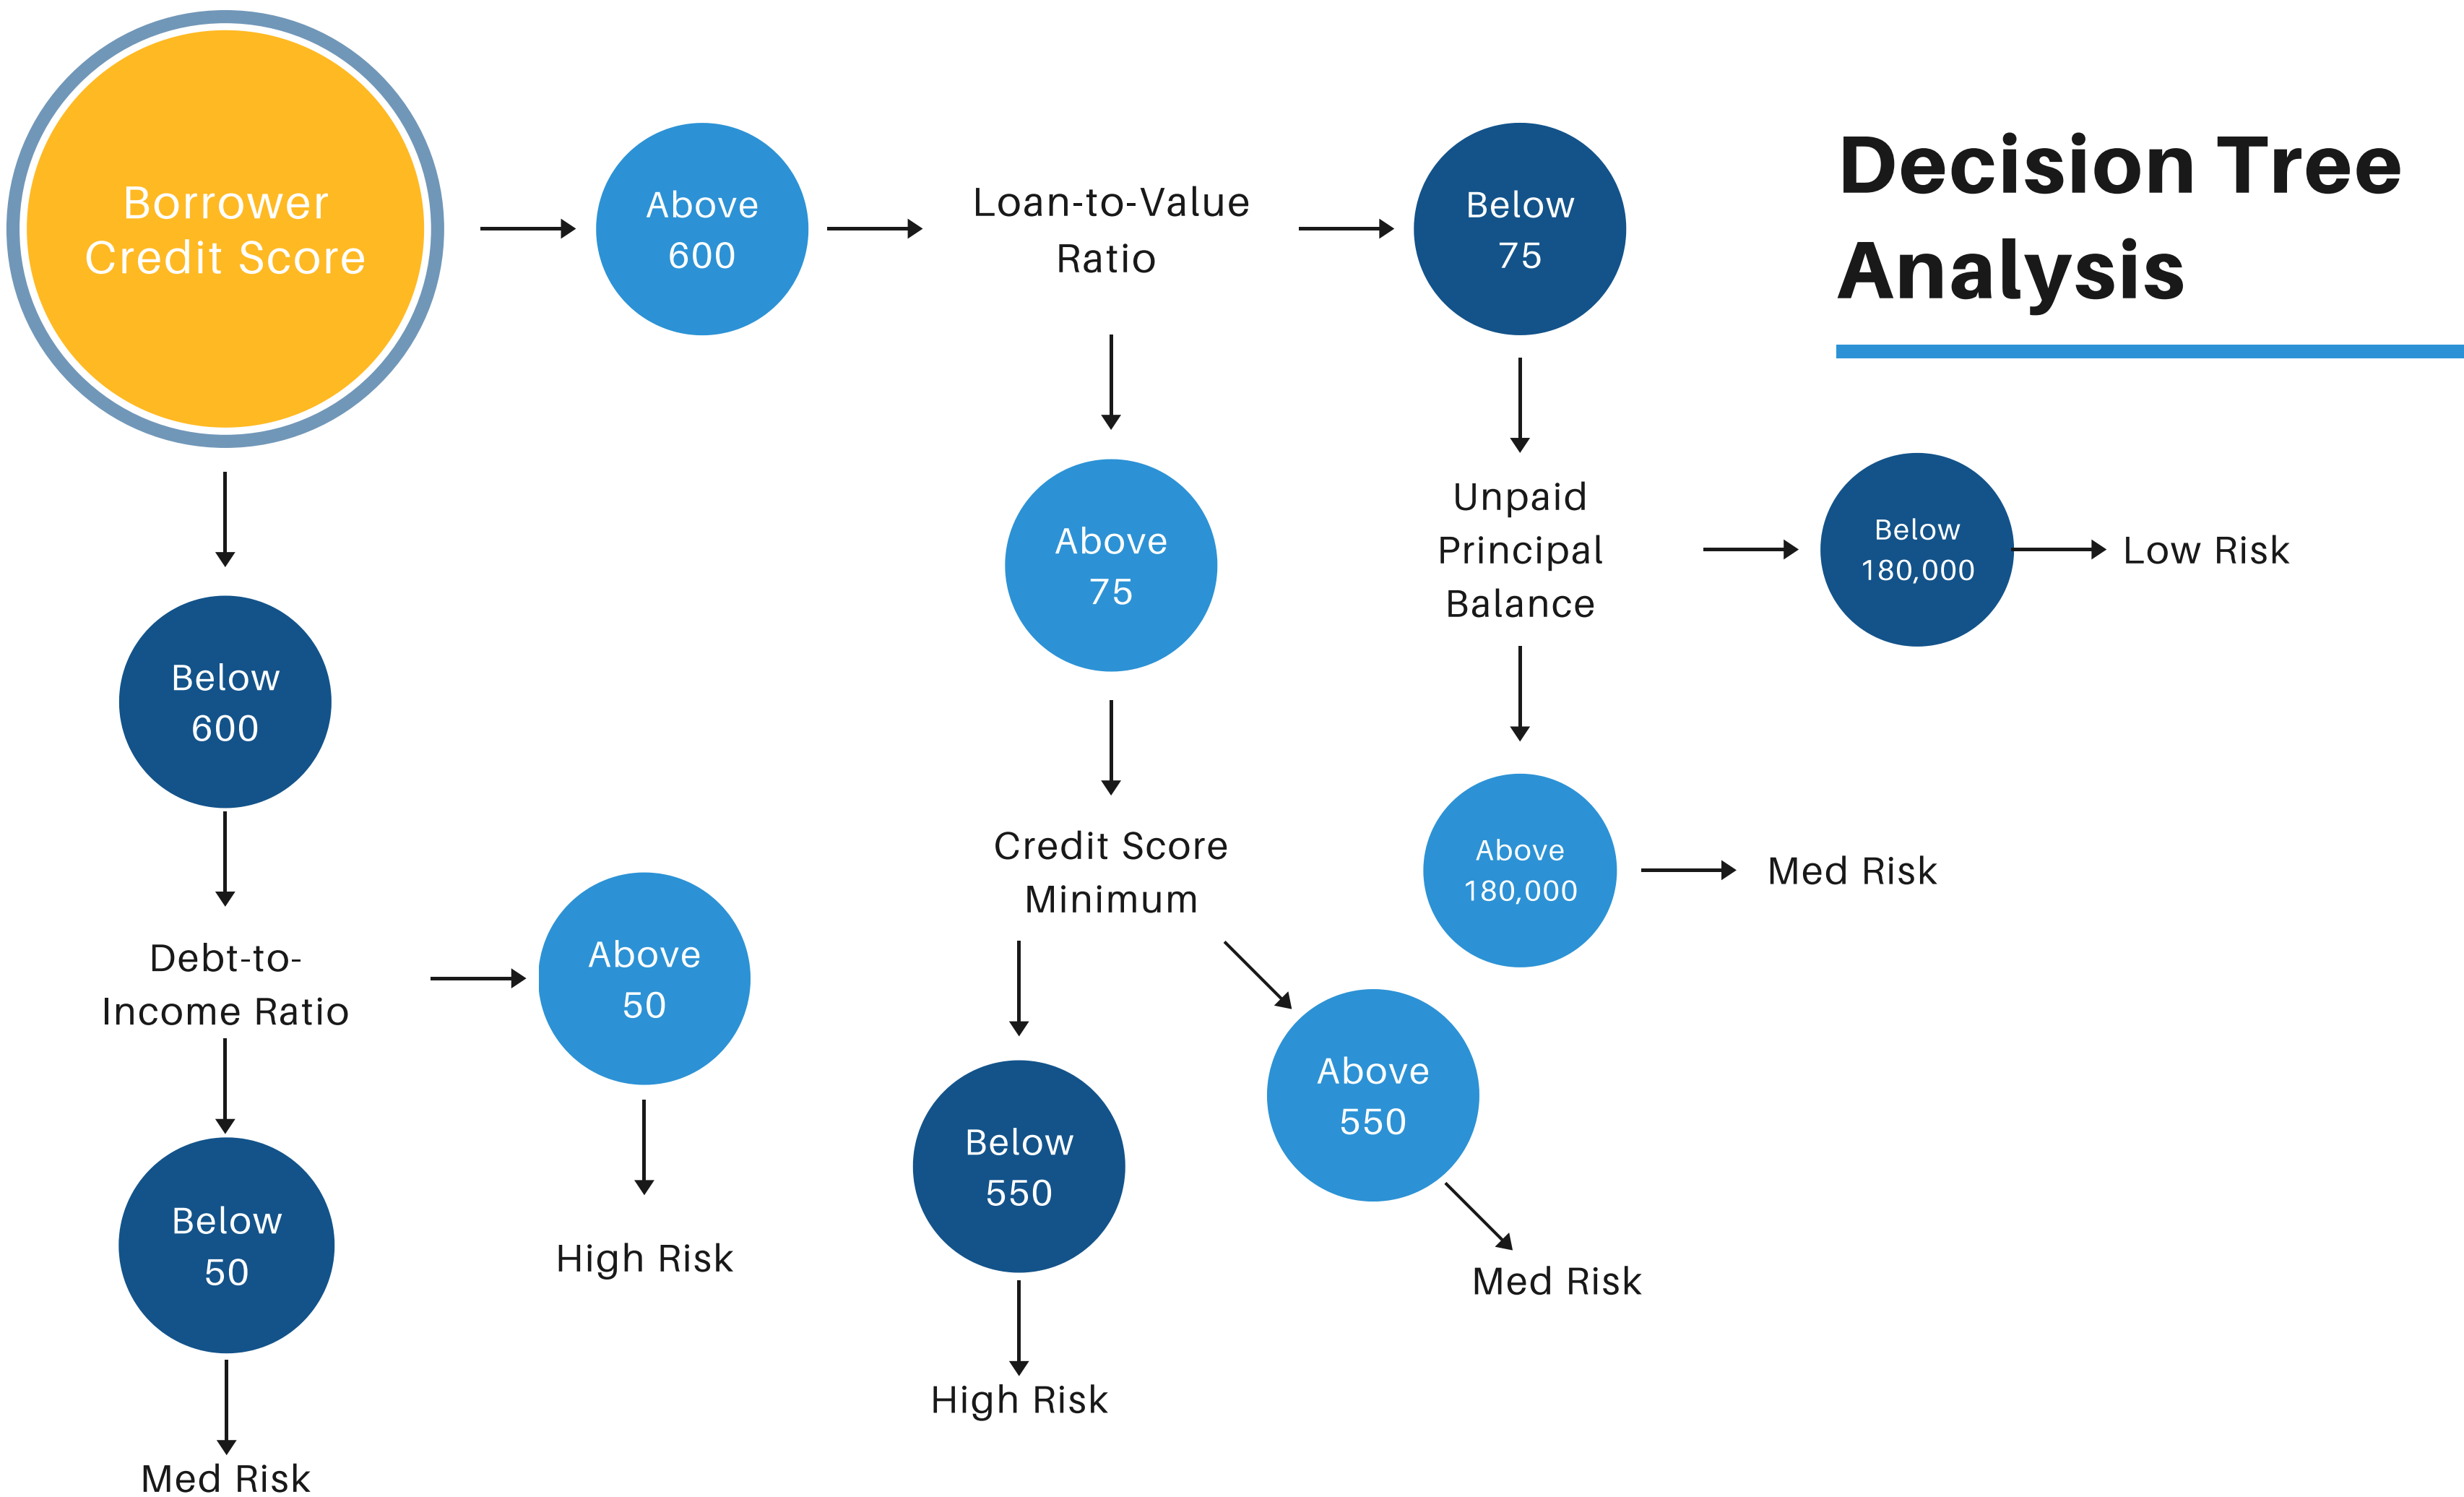 Decision Tree
Analysis
Borrower
Credit Score
Above
600
Loan-to-Value
Ratio
Below
75
Above
75
Unpaid
Principal
Balance
Below
180,000
Low Risk
Below
600
Above
180,000
Med Risk
Credit Score
Minimum
Debt-to-
Income Ratio
Above
50
Above
550
Below
550
Below
50
High Risk
Med Risk
High Risk
Med Risk